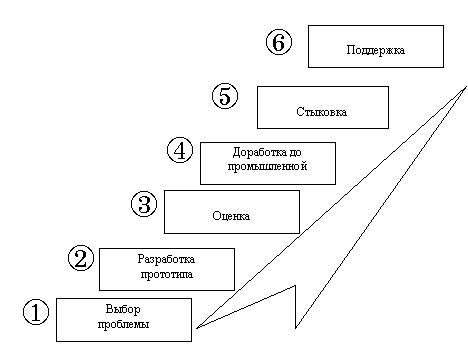 ⑥
Поддержка
⑤
Стыковка
④
Доработка до
промышленной
③
Оценка
②
Разработка
прототипа
①
Выбор
проблемы